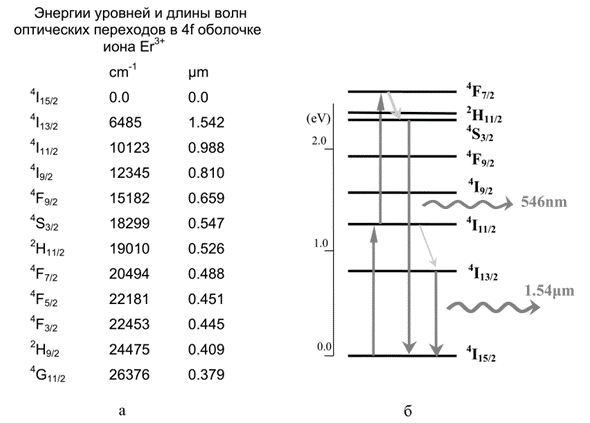 Энергии уровней и длины волн
оптических переходов в 4f оболочке
иона Er3+
cm-1 μm
4I15/2 0.0 0.0
4I13/2 6485 1.542
4I11/2 10123 0.988
4I9/2 12345 0.810
4F9/2 15182 0.659
4S3/2 18299 0.547
2H11/2 19010 0.526
4F7/2 20494 0.488
4F5/2 22181 0.451
4F3/2 22453 0.445
2H9/2 24475 0.409
4G11/2 26376 0.379
а
4F7/2
(eV)
2H11/2
4S3/2
2.0
4F9/2
4I9/2
546nm
4I11/2
1.0
4I13/2
1.54μm
0.0
4I15/2
б